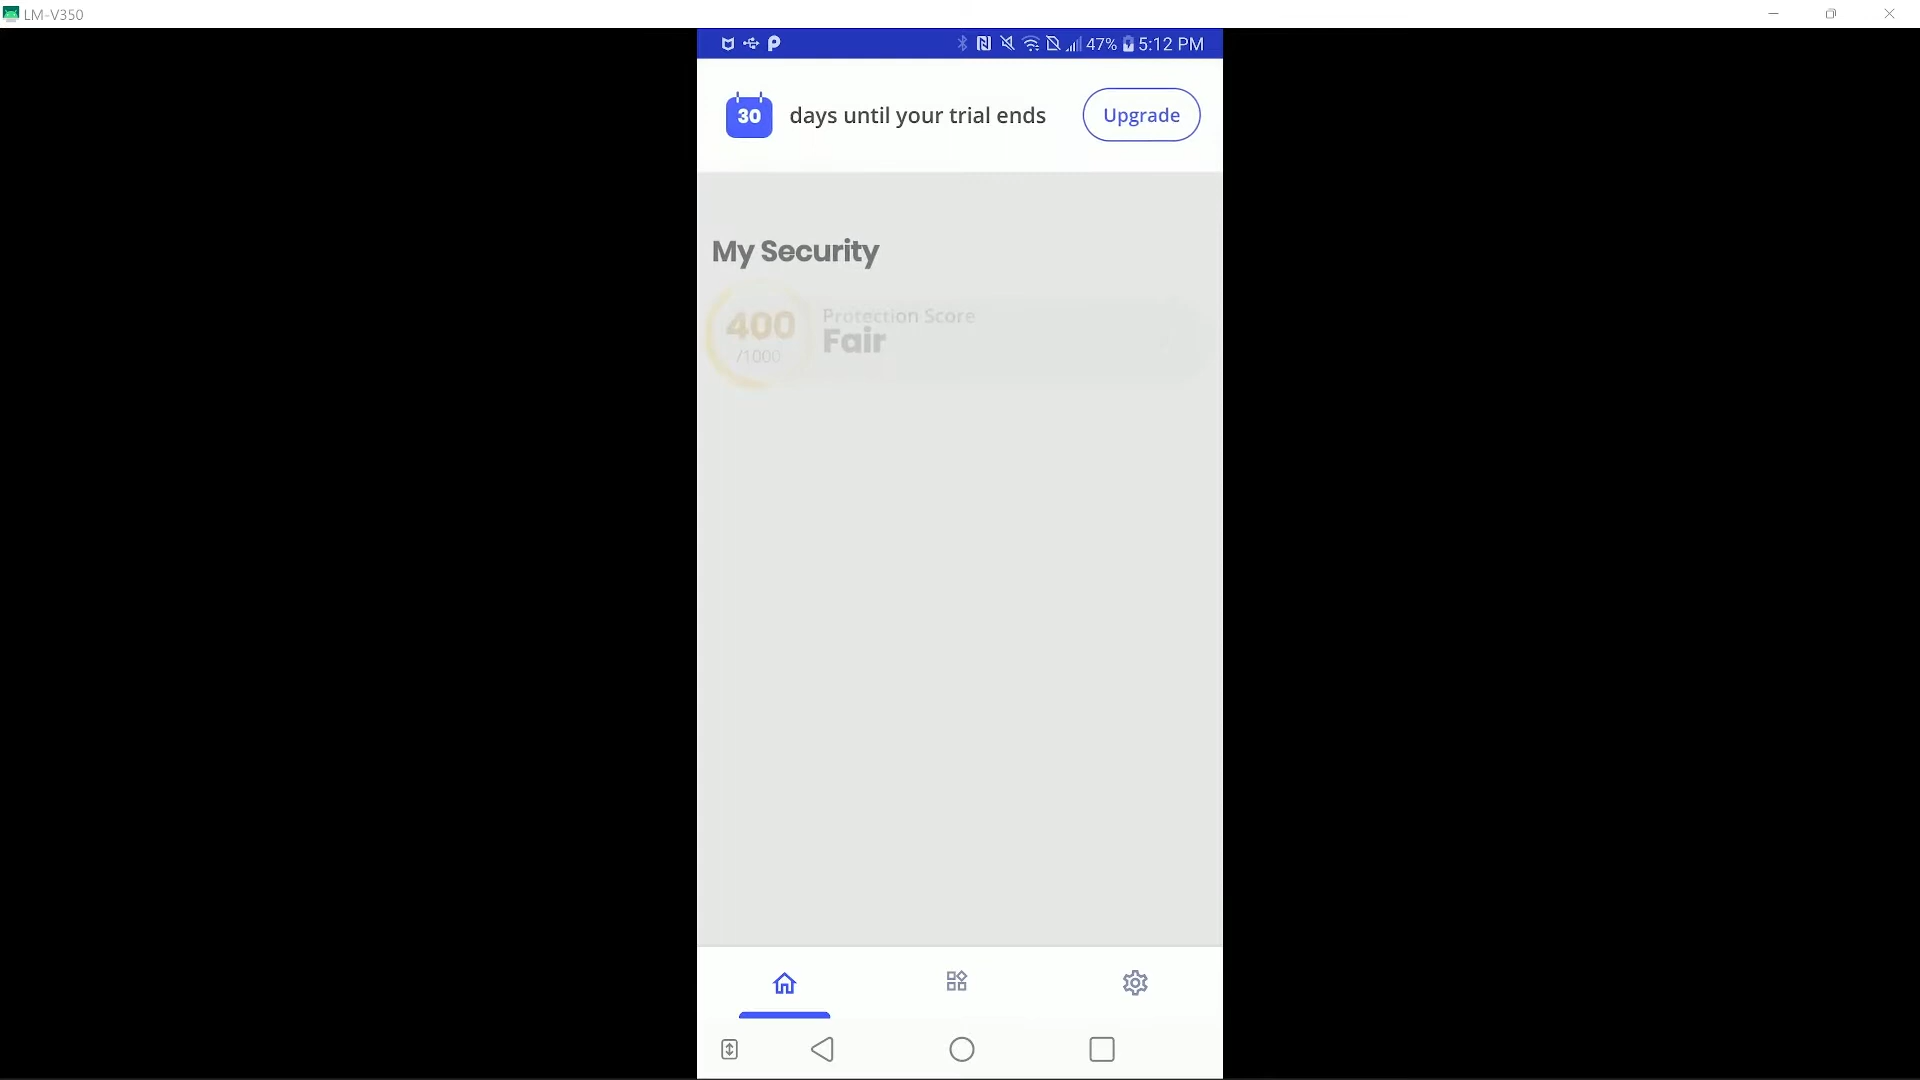 LM-V350
47% 5:12 PM
30 days until your trial ends Upgrade
My Security
400
/1000
Protection Score
Fair